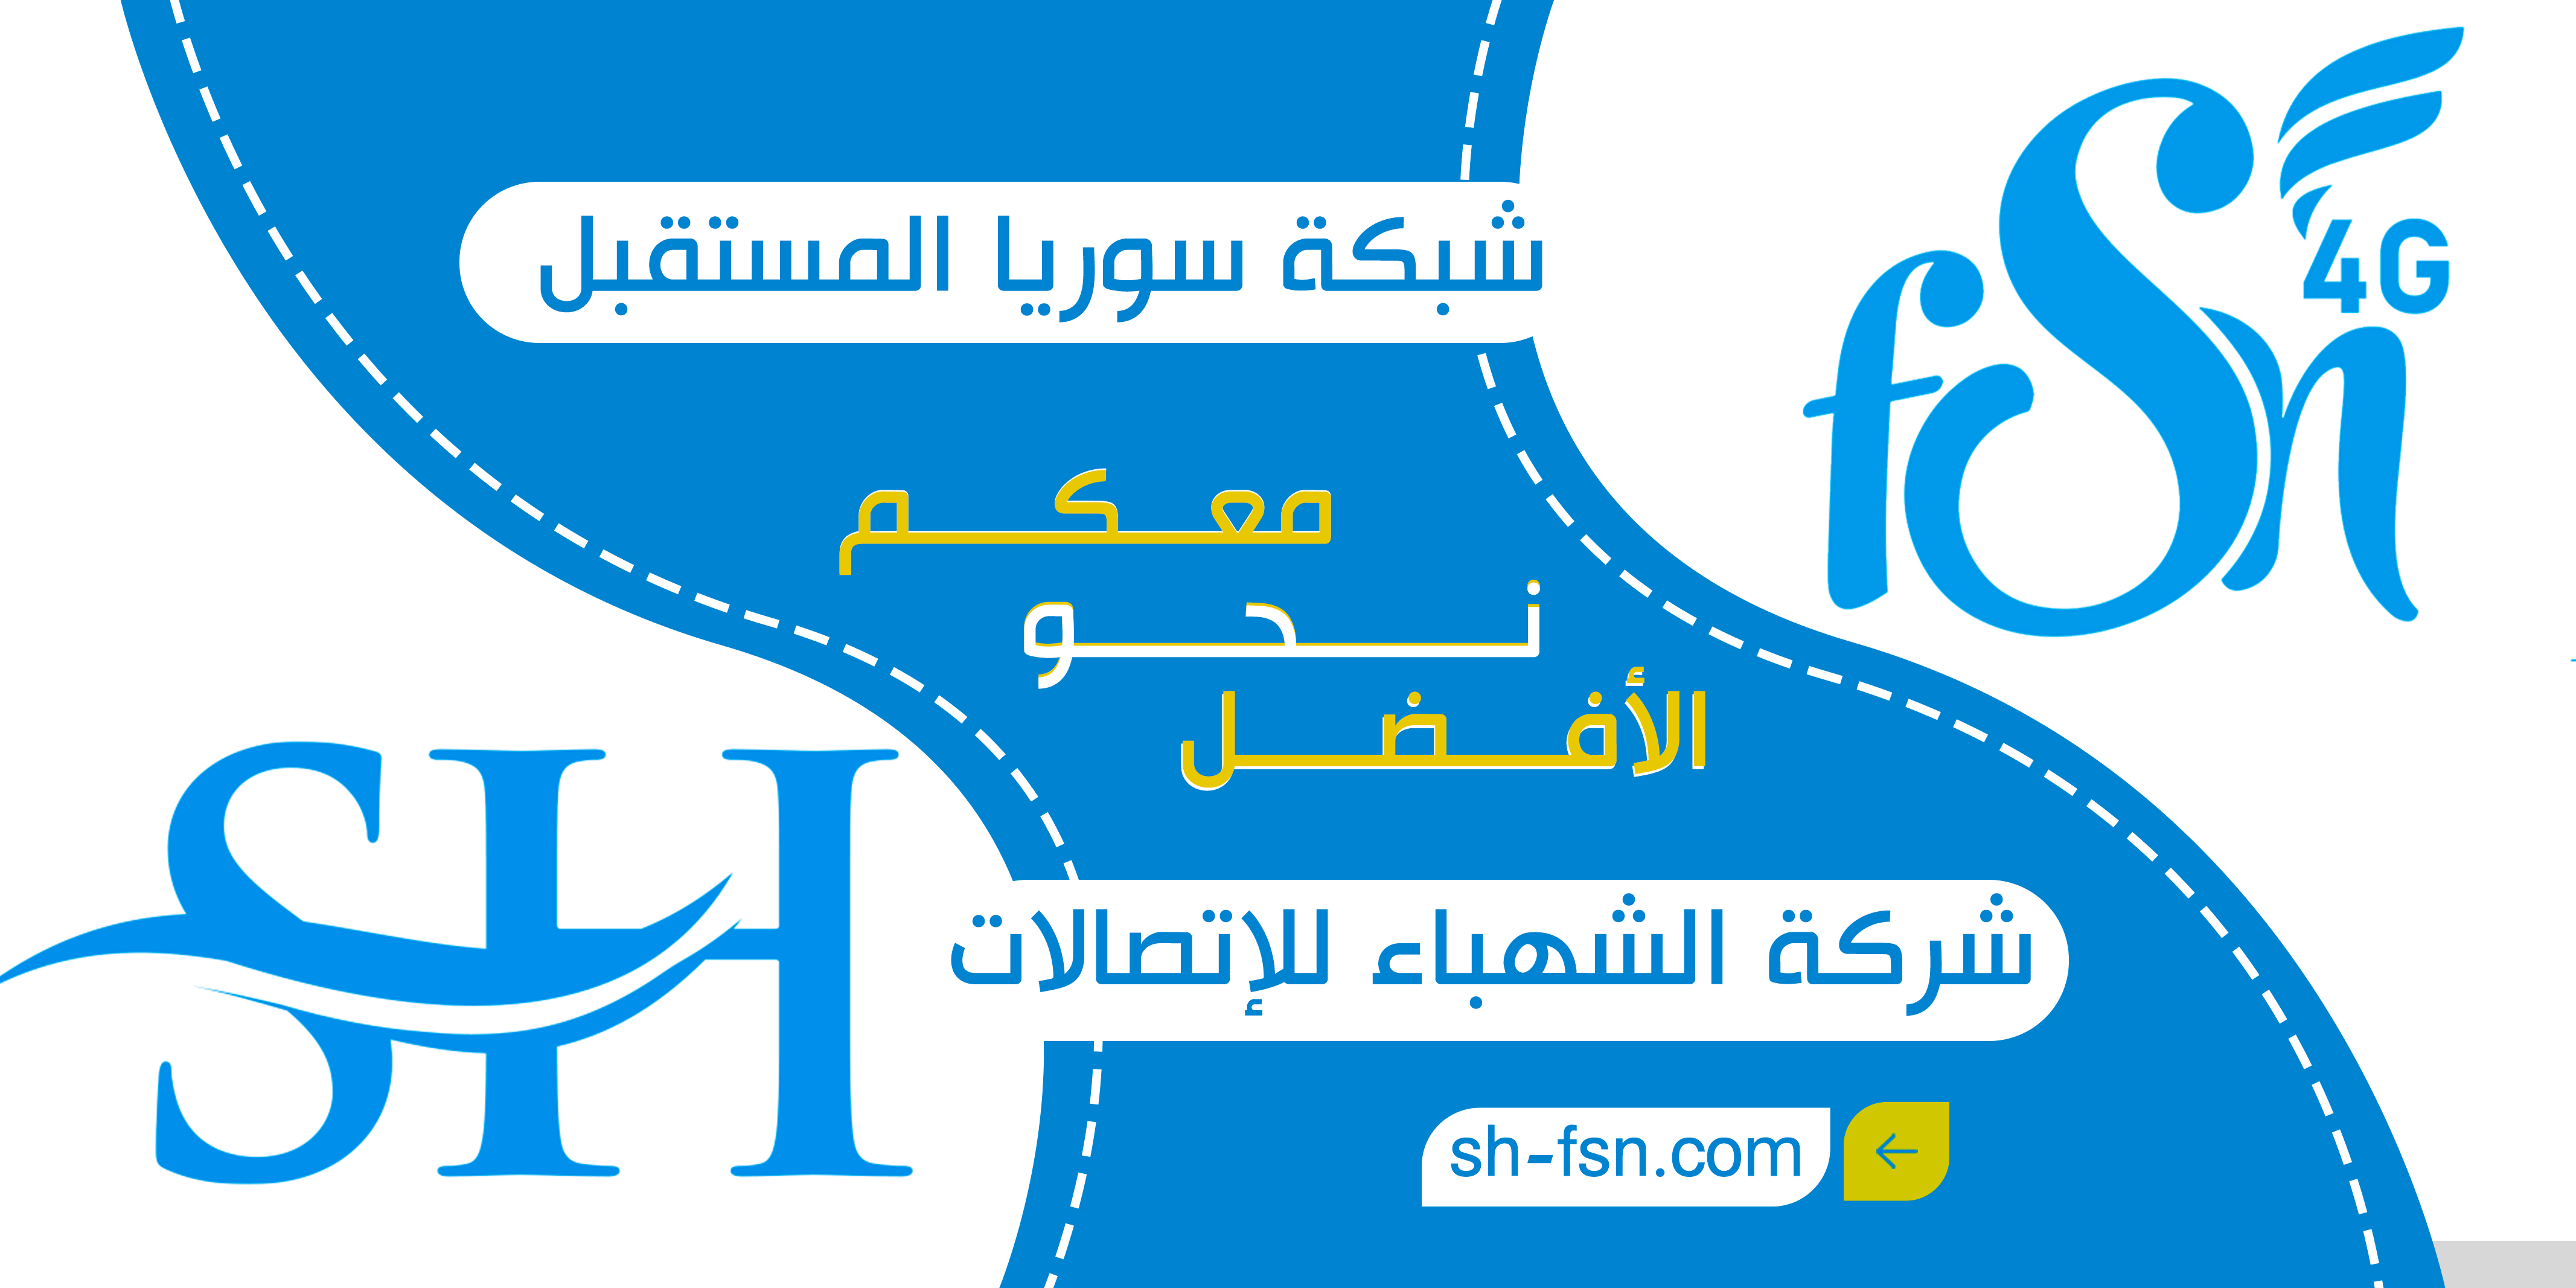 fSn
4G
شبكة سوريا المستقبل
معكم
نحو
الأفضل
SH
شركة الشهباء للإتصالات
sh-fsn.com